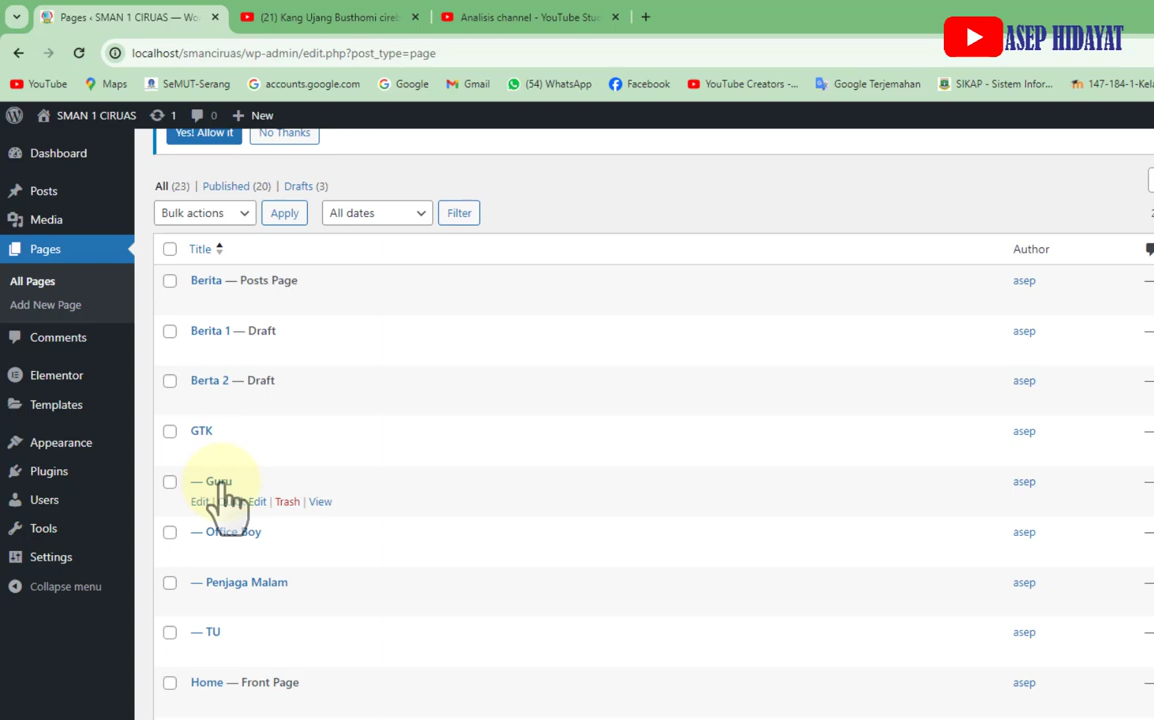 Pages ‹ SMAN 1 CIRUAS — Wor
(21) Kang Ujang Busthomi cireb
Analisis channel - YouTube Stud
localhost/smanciruas/wp-admin/edit.php?post_type=page
ASEP HIDAYAT
YouTube
Maps
SeMUT-Serang
accounts.google.com
Google
Gmail
(54) WhatsApp
Facebook
YouTube Creators -...
Google Terjemahan
SIKAP - Sistem Infor...
147-184-1-Kela
SMAN 1 CIRUAS
1
0
New
Yes! Allow it
No Thanks
Dashboard
Posts
Media
Pages
All Pages
Add New Page
Comments
Elementor
Templates
Appearance
Plugins
Users
Tools
Settings
Collapse menu
All (23) | Published (20) | Drafts (3)
Bulk actions
Apply
All dates
Filter
Title
Author
Berita — Posts Page
asep
Berita 1 — Draft
asep
Berta 2 — Draft
asep
GTK
asep
— Guru
asep
Edit | Edit | Trash | View
— Office Boy
asep
— Penjaga Malam
asep
— TU
asep
Home — Front Page
asep